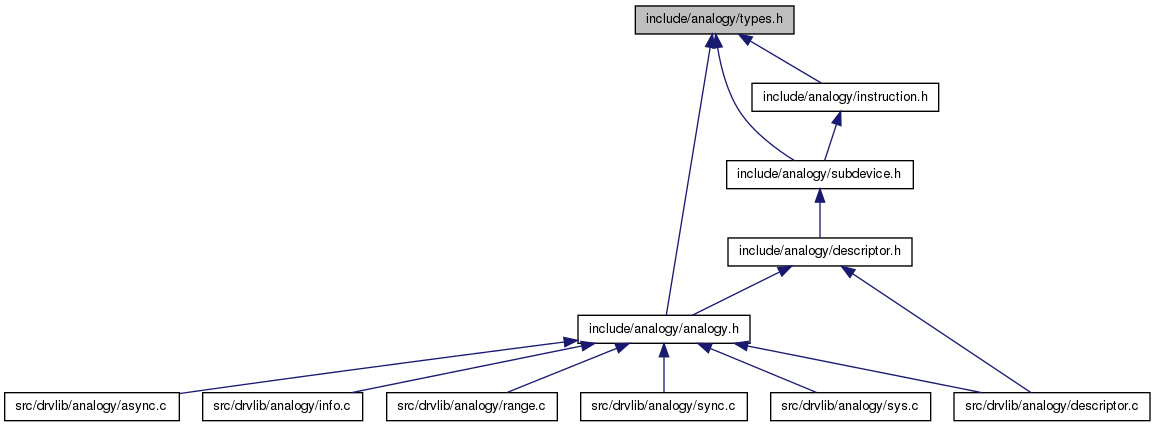 include/analogy/types.h
include/analogy/instruction.h
include/analogy/subdevice.h
include/analogy/descriptor.h
include/analogy/analogy.h
src/drvlib/analogy/async.c
src/drvlib/analogy/info.c
src/drvlib/analogy/range.c
src/drvlib/analogy/sync.c
src/drvlib/analogy/sys.c
src/drvlib/analogy/descriptor.c